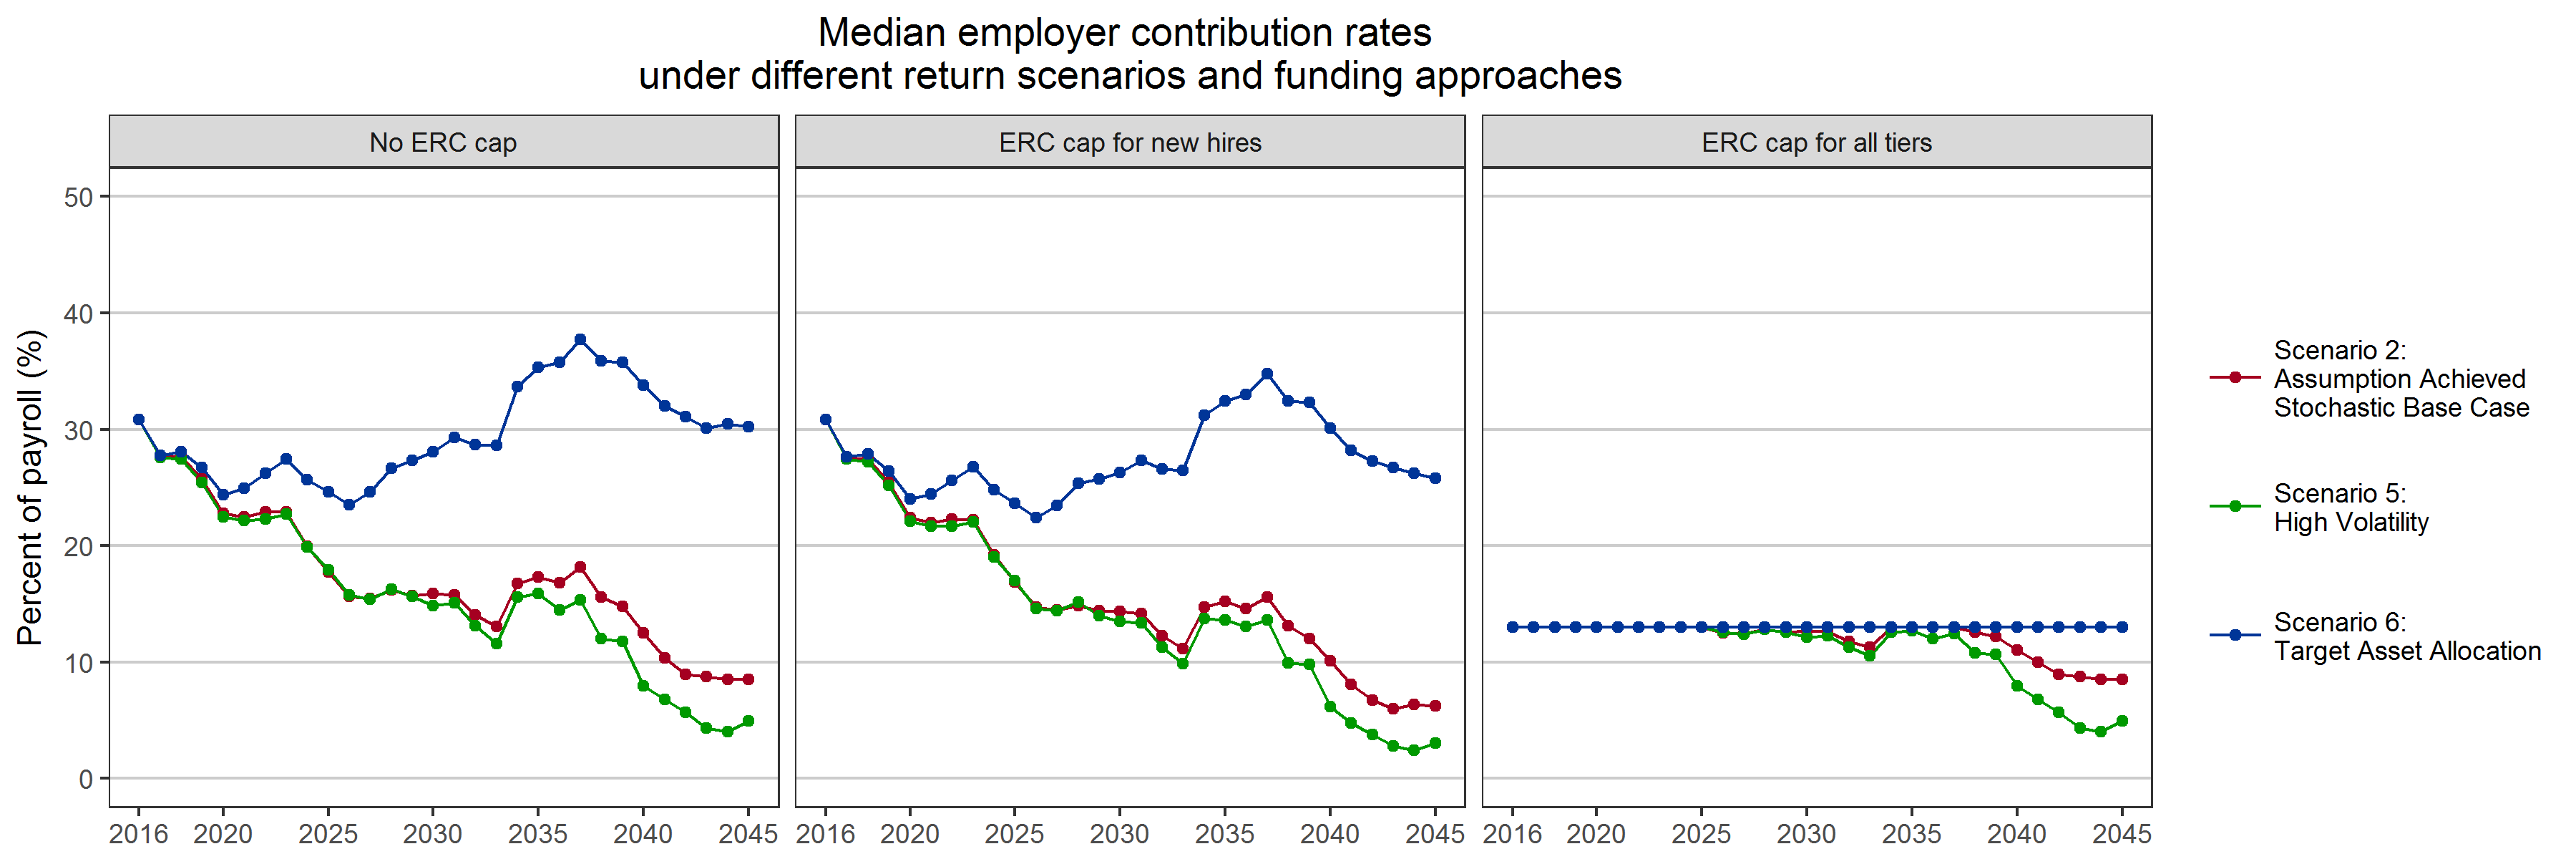 Median employer contribution rates
under different return scenarios and funding approaches
No ERC cap
ERC cap for new hires
ERC cap for all tiers
Percent of payroll (%)
50
40
30
20
10
0
2016 2020 2025 2030 2035 2040 2045
2016 2020 2025 2030 2035 2040 2045
2016 2020 2025 2030 2035 2040 2045
Scenario 2:
Assumption Achieved
Stochastic Base Case
Scenario 5:
High Volatility
Scenario 6:
Target Asset Allocation